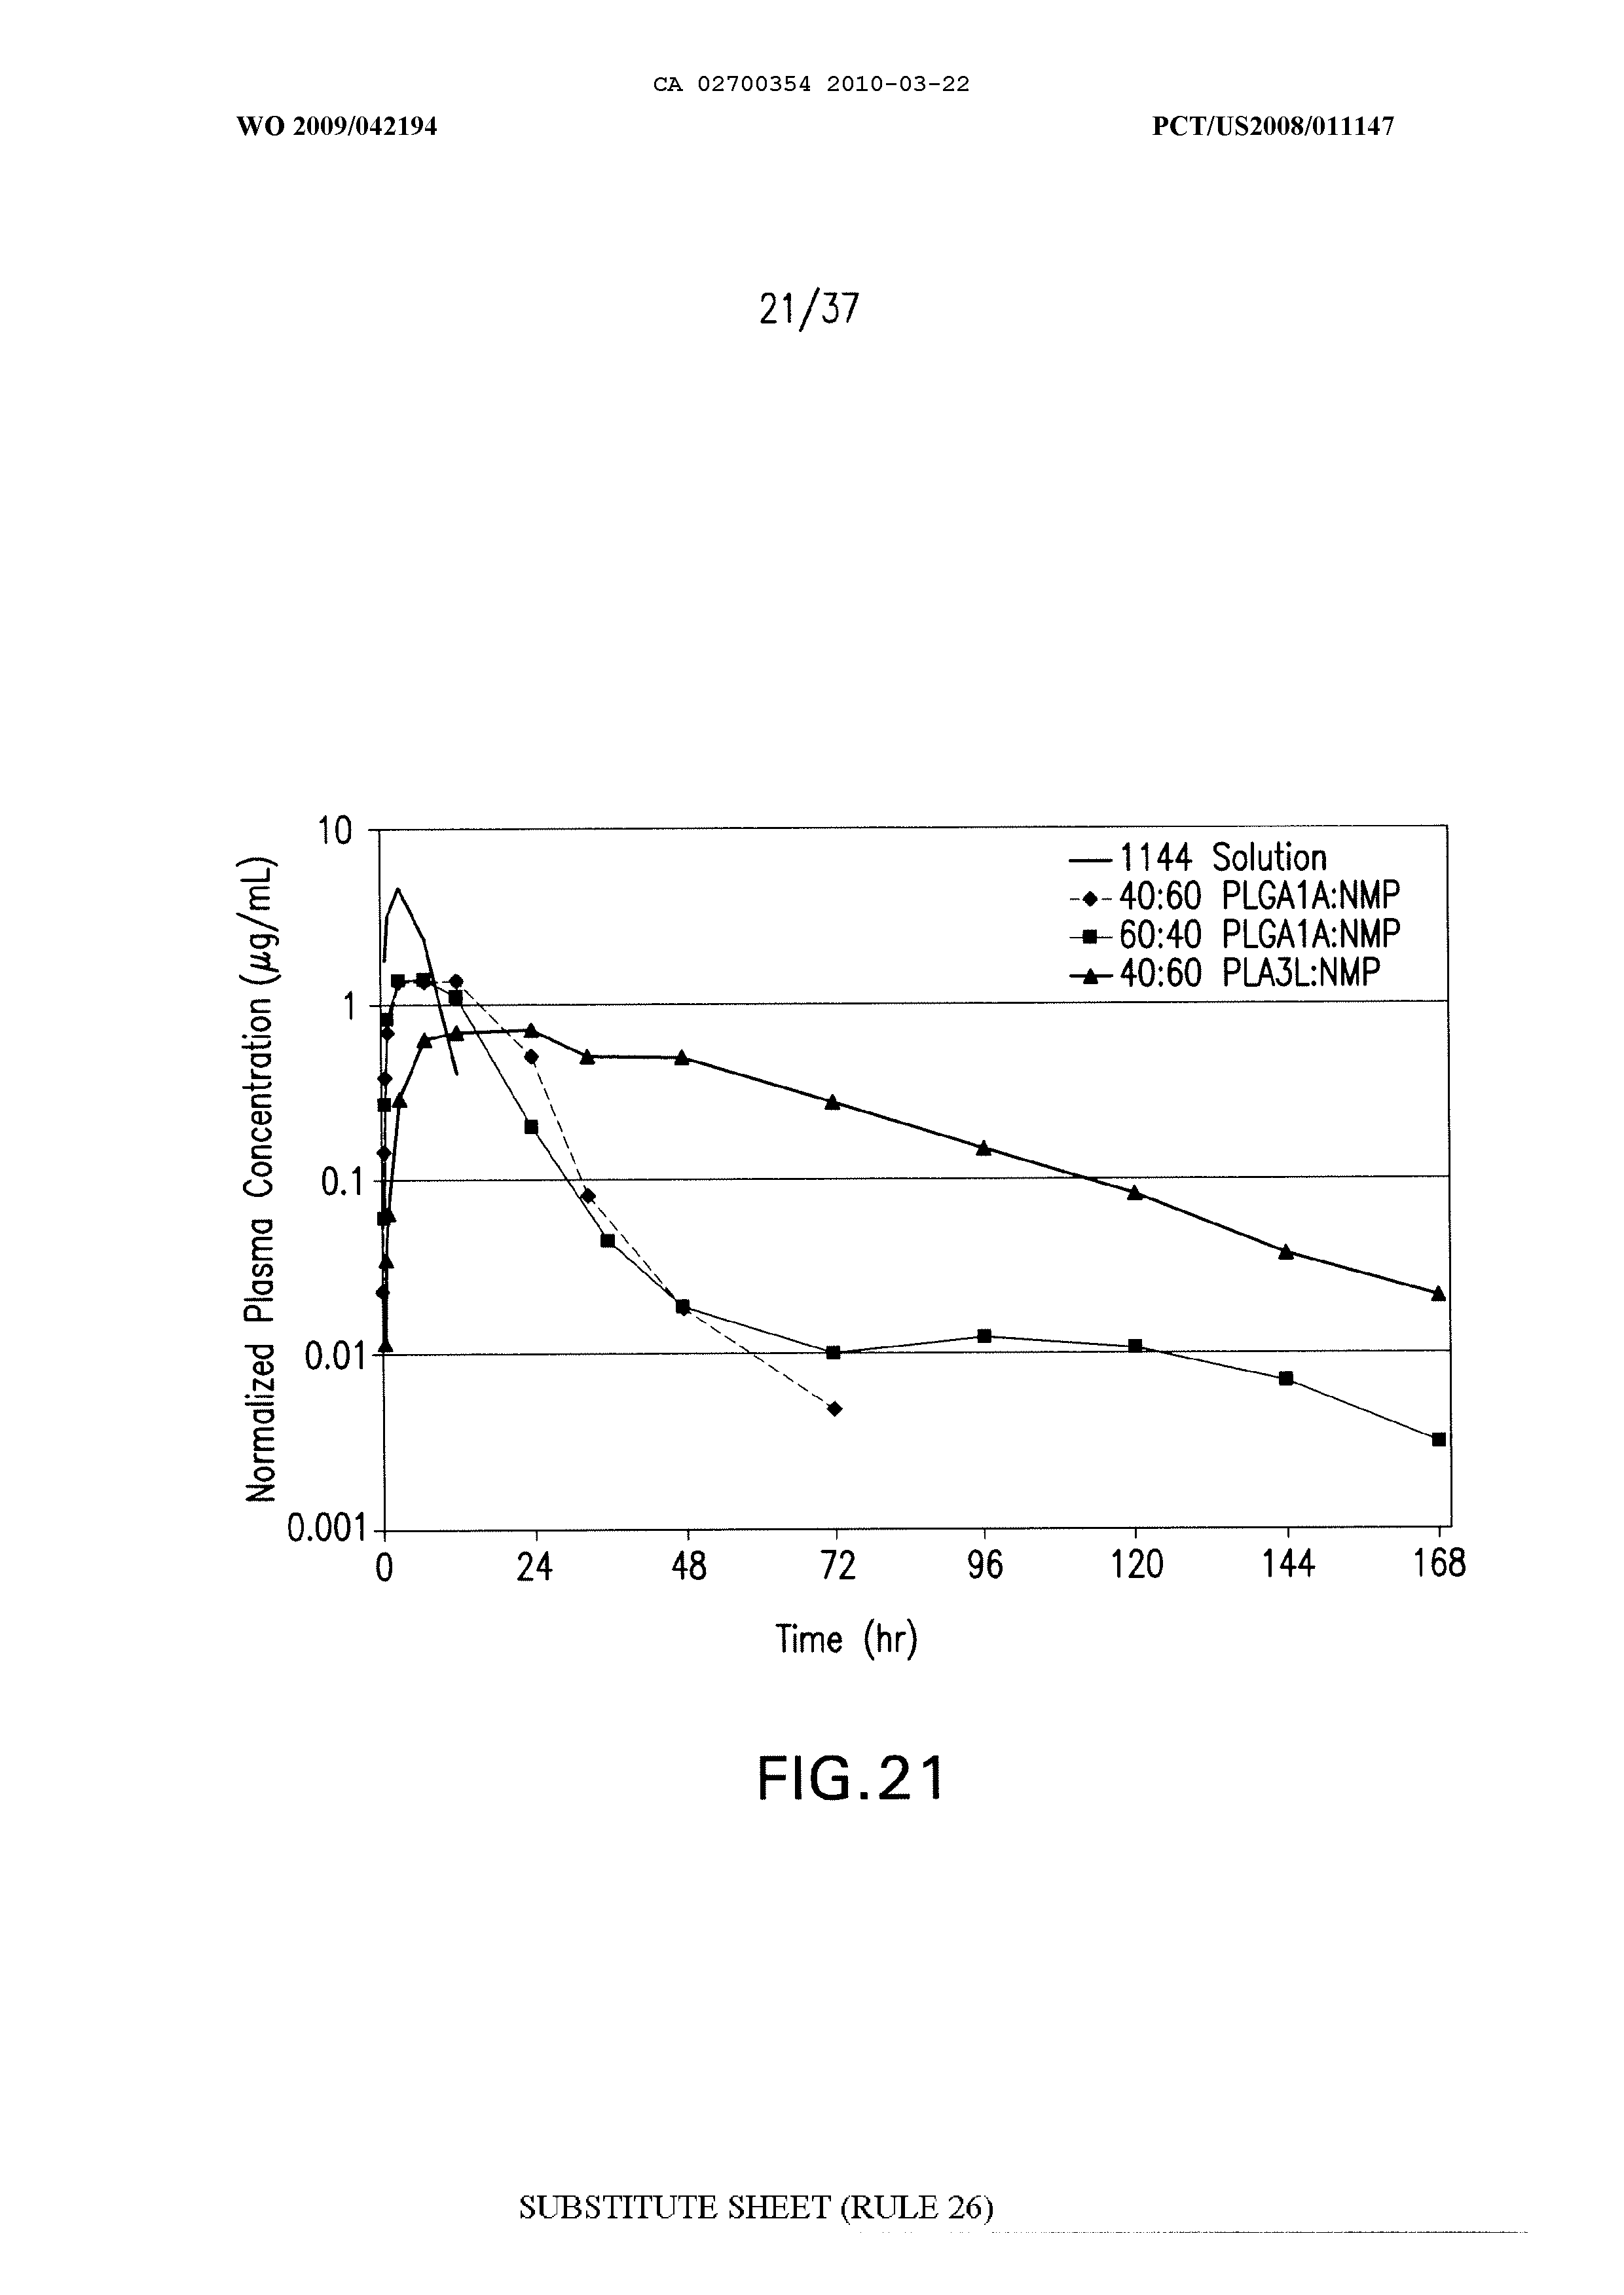 CA 02700354 2010-03-22
WO 2009/042194
PCT/US2008/011147
21/37
Normalized Plasma Concentration (μg/mL)
10
1
0.1
0.01
0.001
1144 Solution
40:60 PLGA1A:NMP
60:40 PLGA1A:NMP
40:60 PLA3L:NMP
0 24 48 72 96 120 144 168
Time (hr)
FIG.21
SUBSTITUTE SHEET (RULE 26)